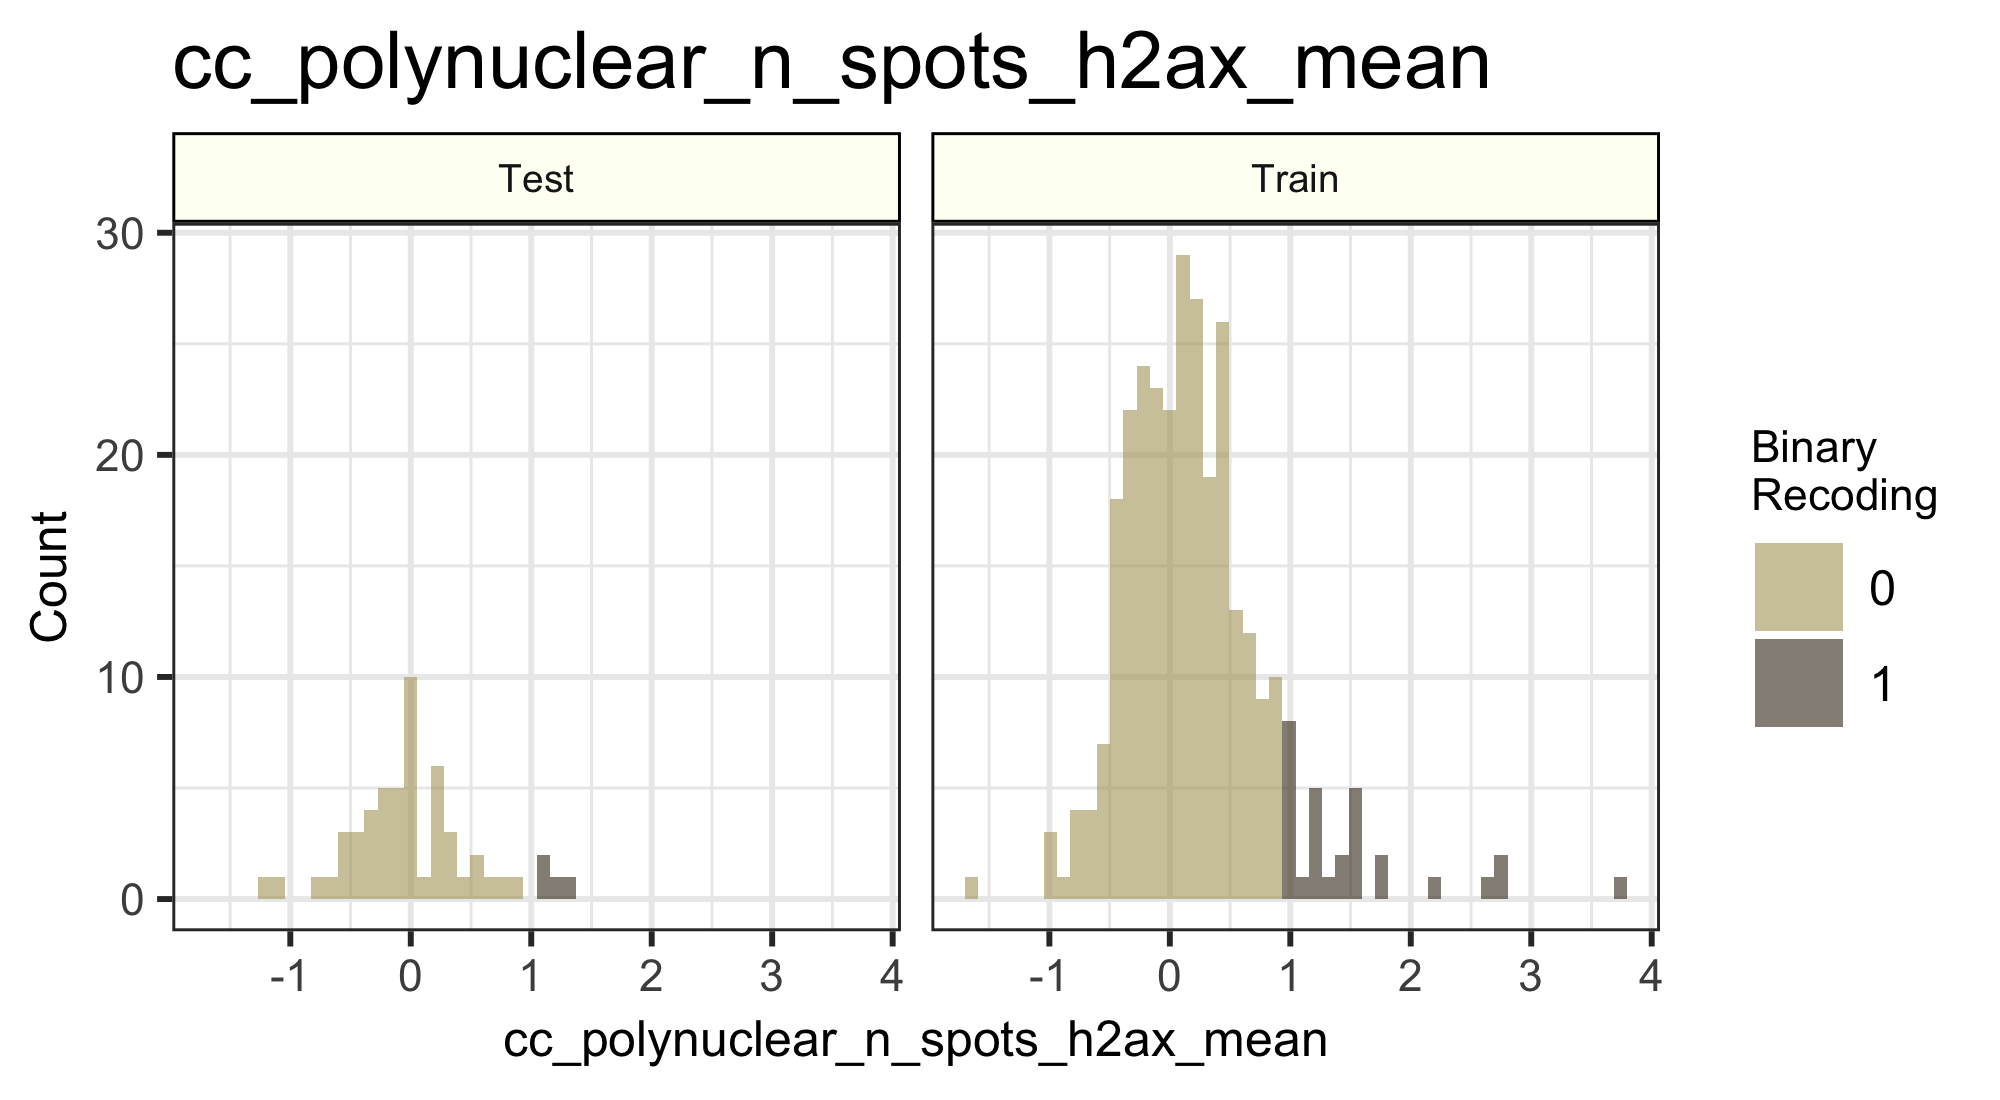 cc_polynuclear_n_spots_h2ax_mean
Test
Train
30
20
10
0
Count
-1 0 1 2 3 4
-1 0 1 2 3 4
cc_polynuclear_n_spots_h2ax_mean
Binary
Recoding
0
1